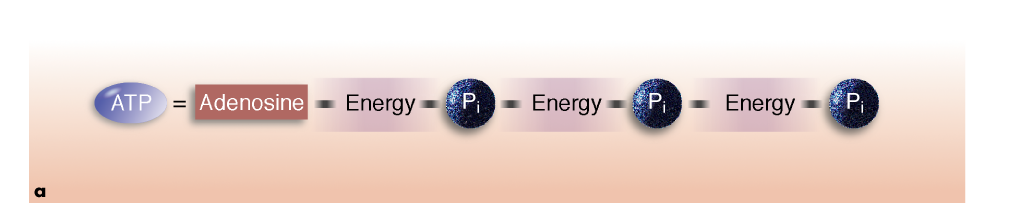 ATP = Adenosine Energy Pi Energy Pi Energy Pi
a